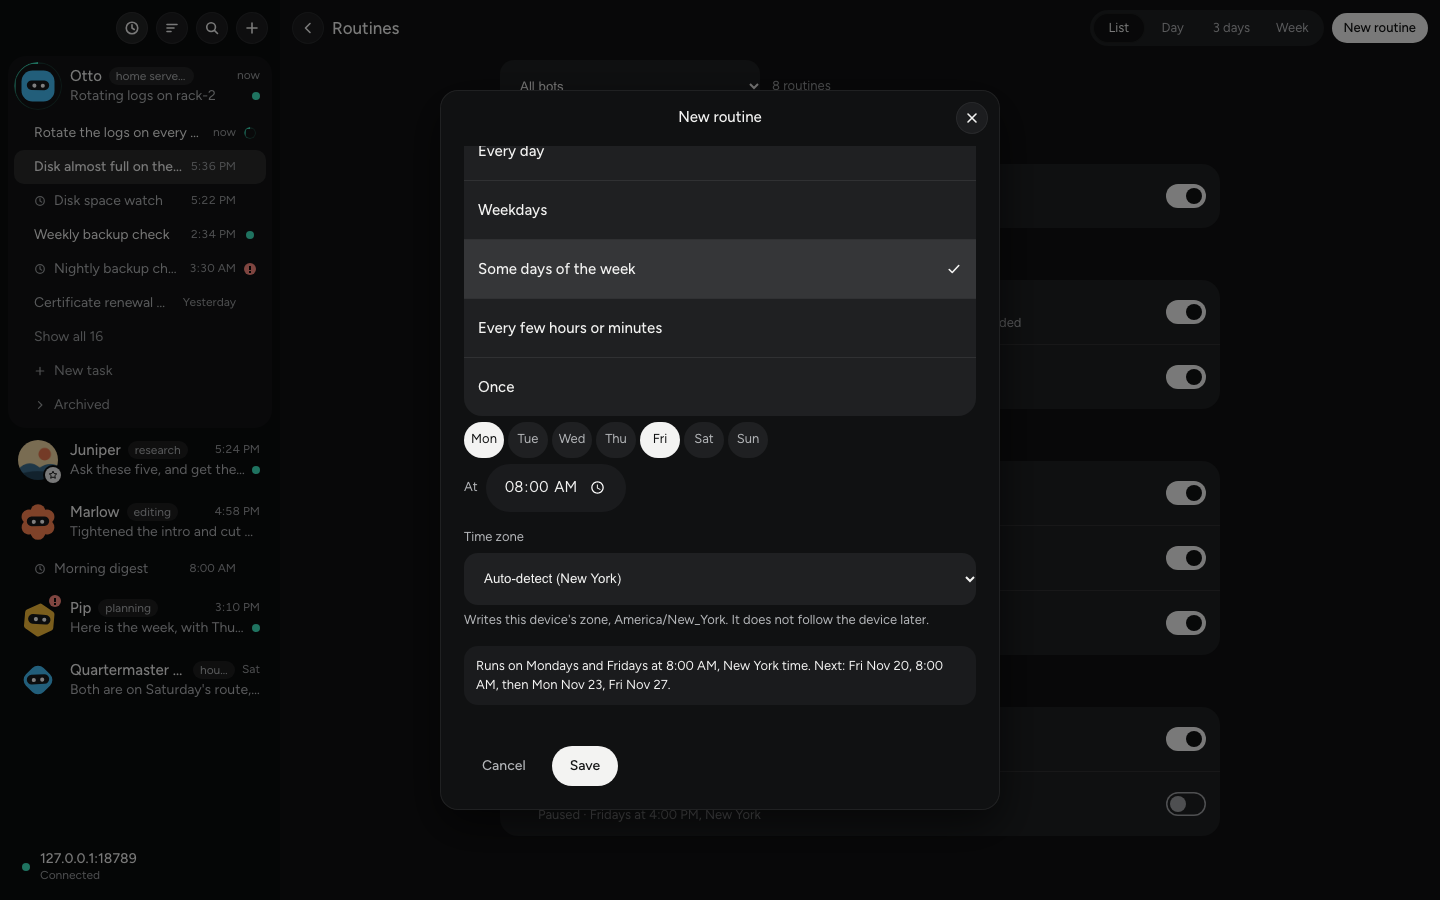 Routines
List
Day
3 days
Week
New routine
Otto
home serve...
now
Rotating logs on rack-2
Rotate the logs on every ...
now
Disk almost full on the...
5:36 PM
Disk space watch
5:22 PM
Weekly backup check
2:34 PM
Nightly backup ch...
3:30 AM
Certificate renewal ...
Yesterday
Show all 16
New task
Archived
Juniper
research
5:24 PM
Ask these five, and get the...
Marlow
editing
4:58 PM
Tightened the intro and cut ...
Morning digest
8:00 AM
Pip
planning
3:10 PM
Here is the week, with Thu...
Quartermaster ...
hou...
Sat
Both are on Saturday's route,...
127.0.0.1:18789
Connected
All bots
8 routines
New routine
Every day
Weekdays
Some days of the week
Every few hours or minutes
Once
Mon
Tue
Wed
Thu
Fri
Sat
Sun
At
08:00 AM
Time zone
Auto-detect (New York)
Writes this device's zone, America/New_York. It does not follow the device later.
Runs on Mondays and Fridays at 8:00 AM, New York time. Next: Fri Nov 20, 8:00
AM, then Mon Nov 23, Fri Nov 27.
Cancel
Save
Paused · Fridays at 4:00 PM, New York